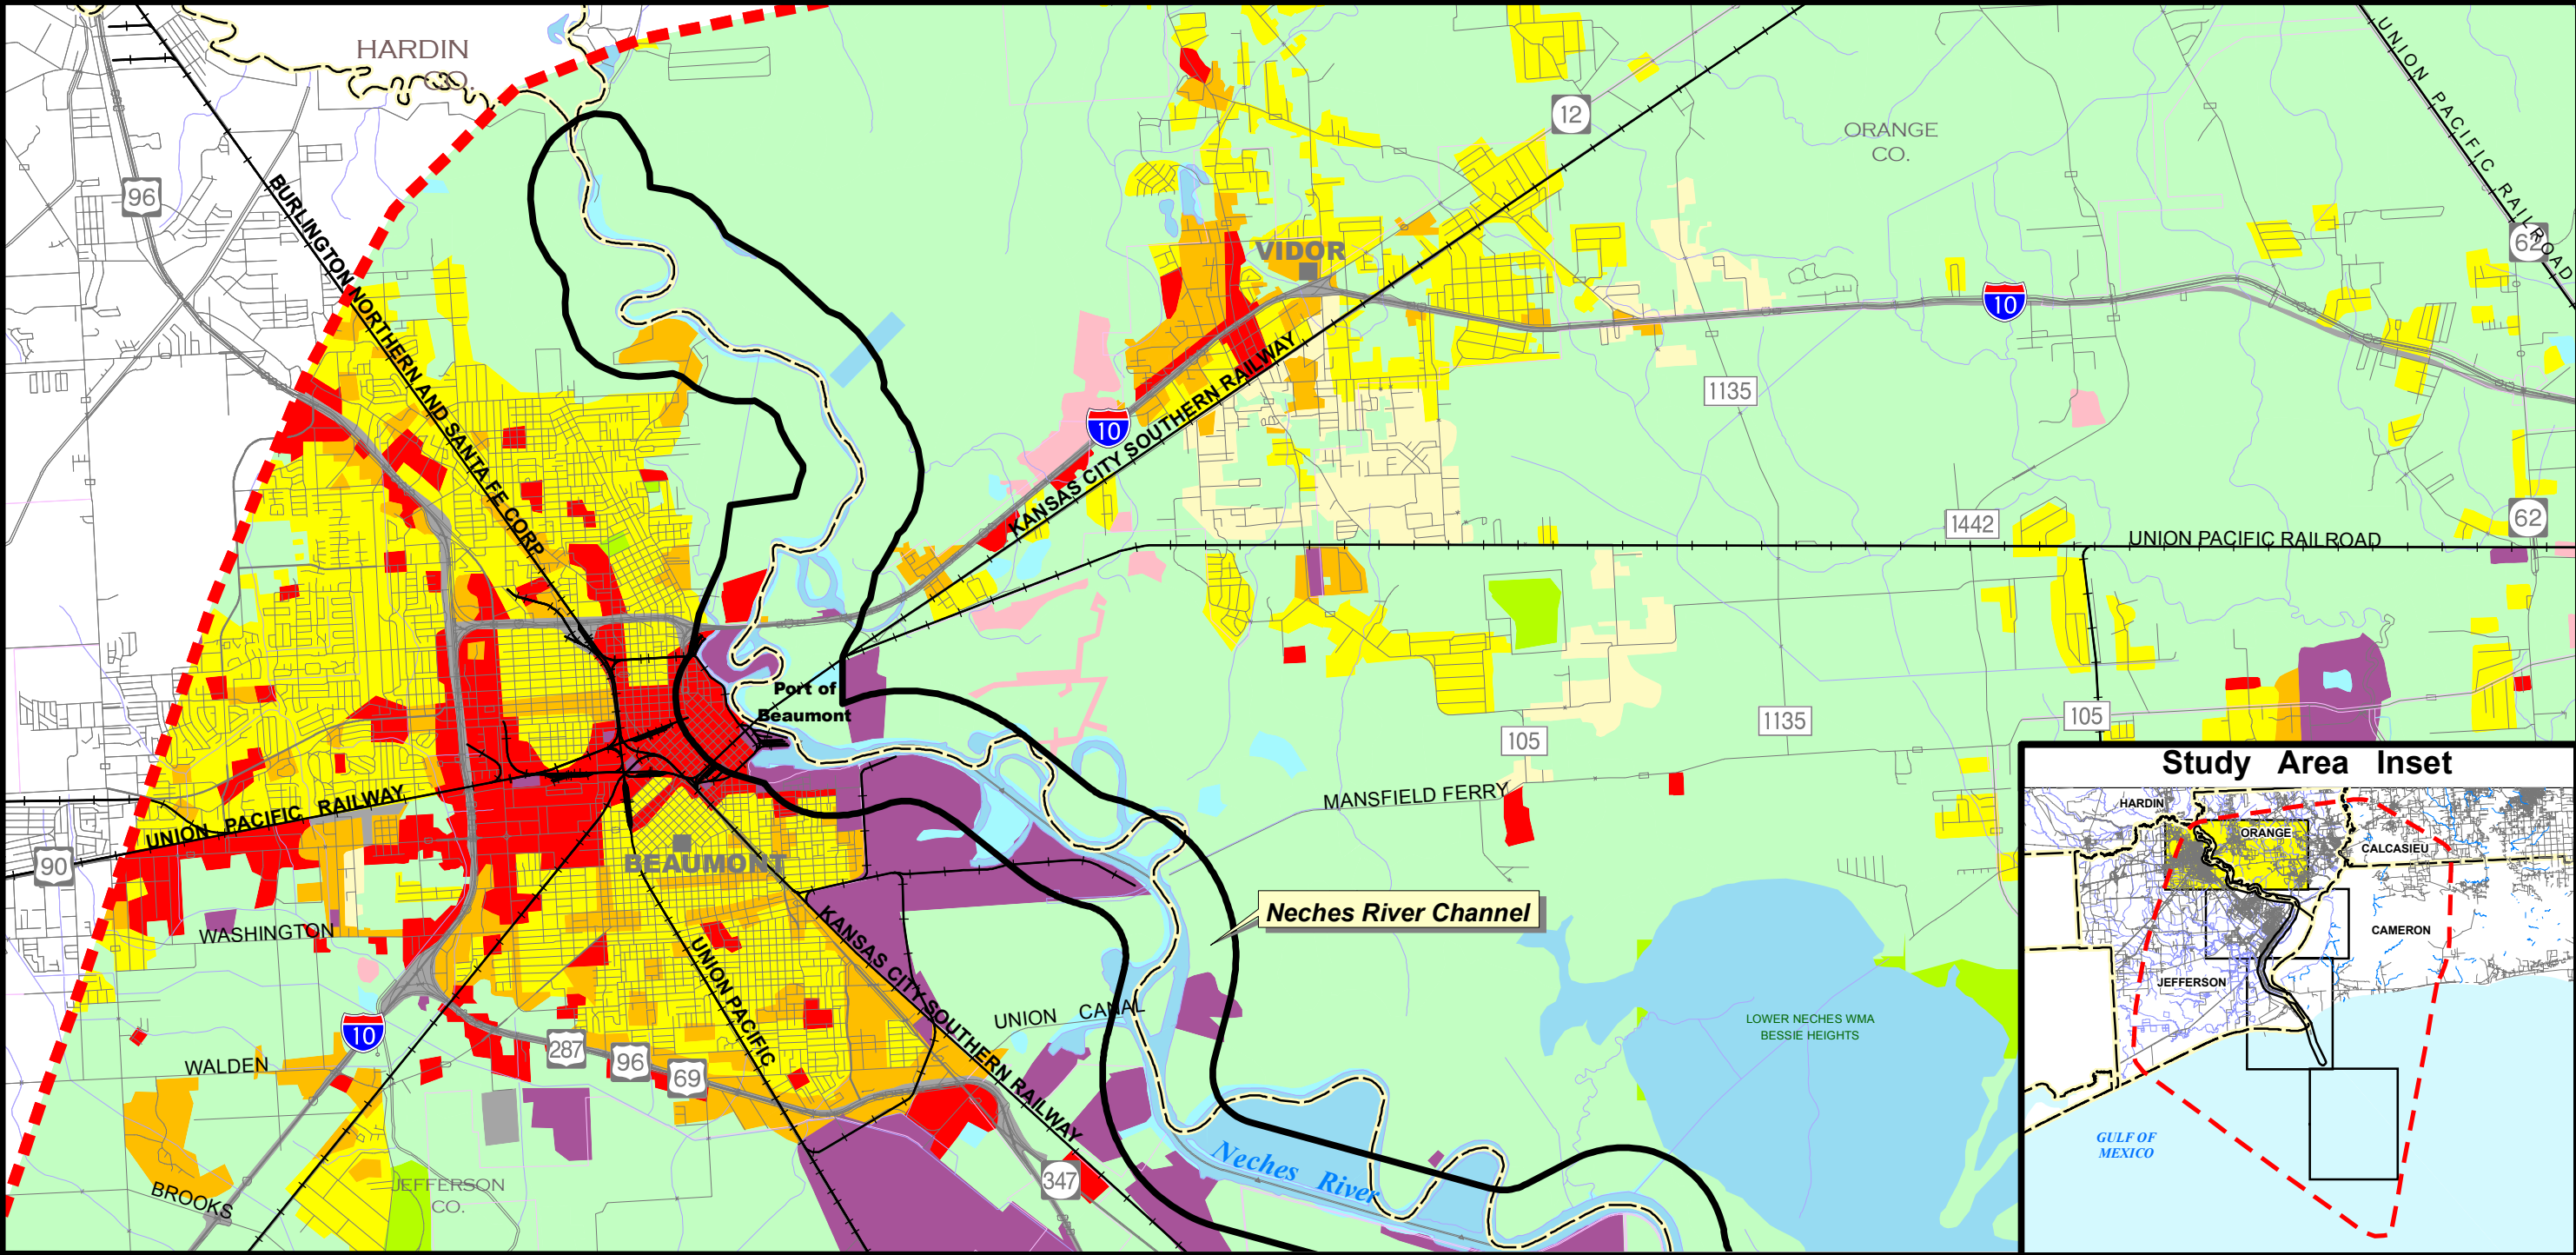 HARDIN
CO.
96
BURLINGTON NORTHERN AND SANTA FE CORP
12
ORANGE
CO.
UNION PACIFIC RAILROAD
62
VIDOR
10
10
KANSAS CITY SOUTHERN RAILWAY
1135
1442
62
UNION PACIFIC RAILROAD
Port of
Beaumont
105
1135
105
MANSFIELD FERRY
UNION PACIFIC RAILWAY
90
BEAUMONT
WASHINGTON
Neches River Channel
KANSAS CITY SOUTHERN RAILWAY
UNION PACIFIC
UNION CANAL
LOWER NECHES WMA
BESSIE HEIGHTS
10
WALDEN
287
96
69
347
Neches River
BROOKS
JEFFERSON
CO.
Study Area Inset
HARDIN
ORANGE
CALCASIEU
CAMERON
JEFFERSON
GULF OF
MEXICO